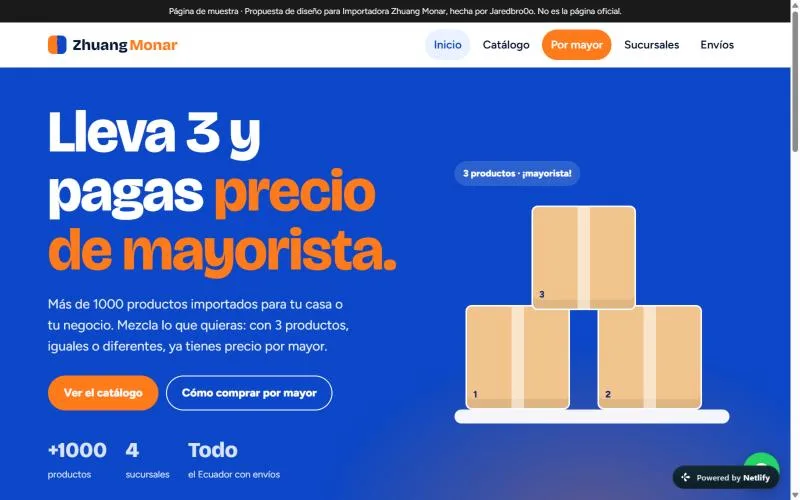 Página de muestra · Propuesta de diseño para Importadora Zhuang Monar, hecha por Jaredbro0o. No es la página oficial.
Zhuang Monar
Inicio
Catálogo
Por mayor
Sucursales
Envíos
Lleva 3 y
pagas precio
de mayorista.
3 productos · ¡mayorista!
3
1
2
Más de 1000 productos importados para tu casa o
tu negocio. Mezcla lo que quieras: con 3 productos,
iguales o diferentes, ya tienes precio por mayor.
Ver el catálogo
Cómo comprar por mayor
+1000
productos
4
sucursales
Todo
el Ecuador con envíos
Powered by Netlify